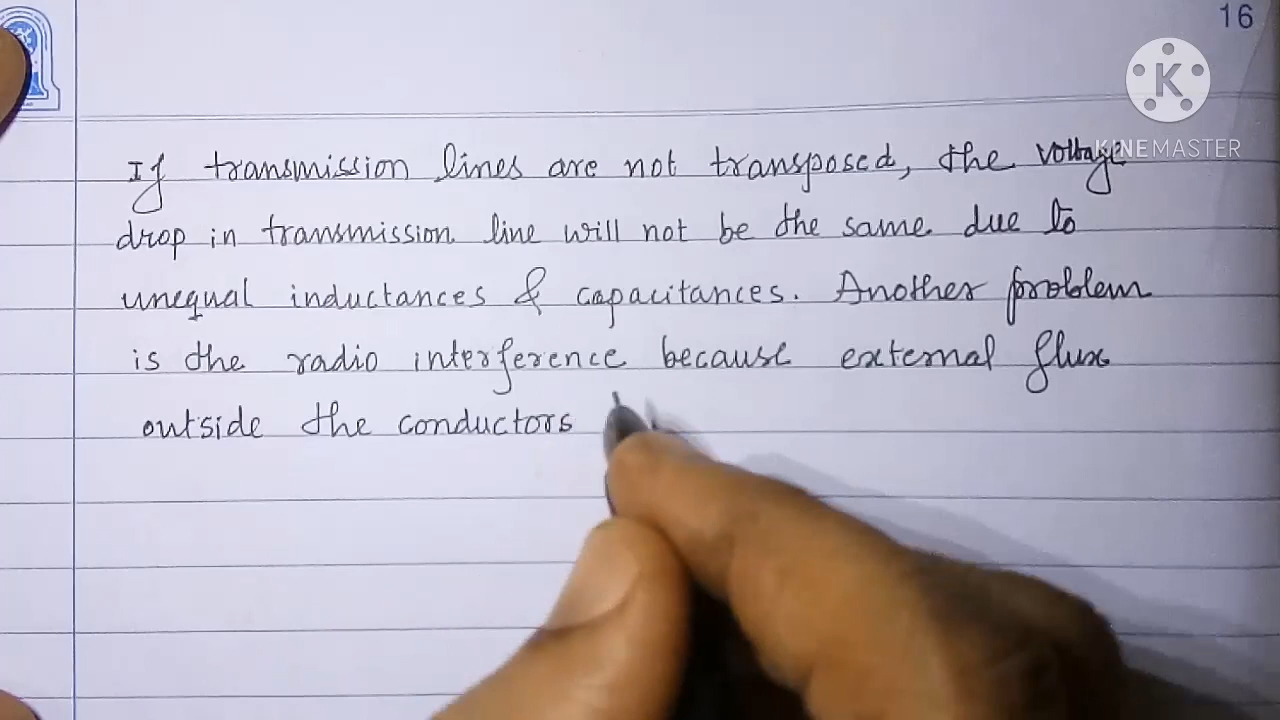 16
K
KINEMASTER
If transmission lines are not transposed, the voltage
drop in transmission line will not be the same due to
unequal inductances & capacitances. Another problem
is the radio interference because external flux
outside the conductors